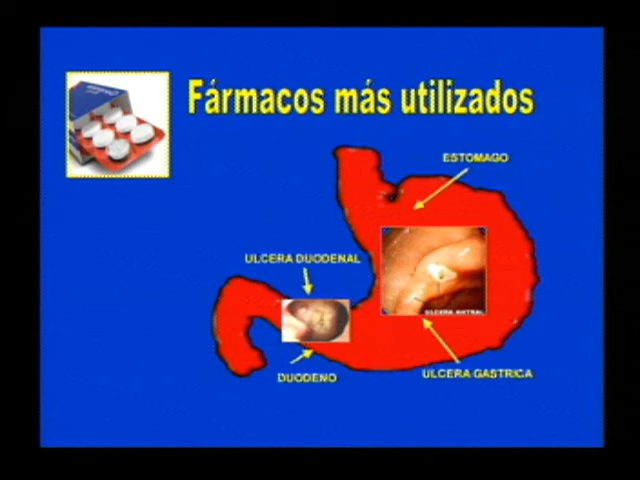 Fármacos más utilizados
ESTOMAGO
ULCERA DUODENAL
ULCERA ANTRAL
DUODENO
ULCERA GASTRICA